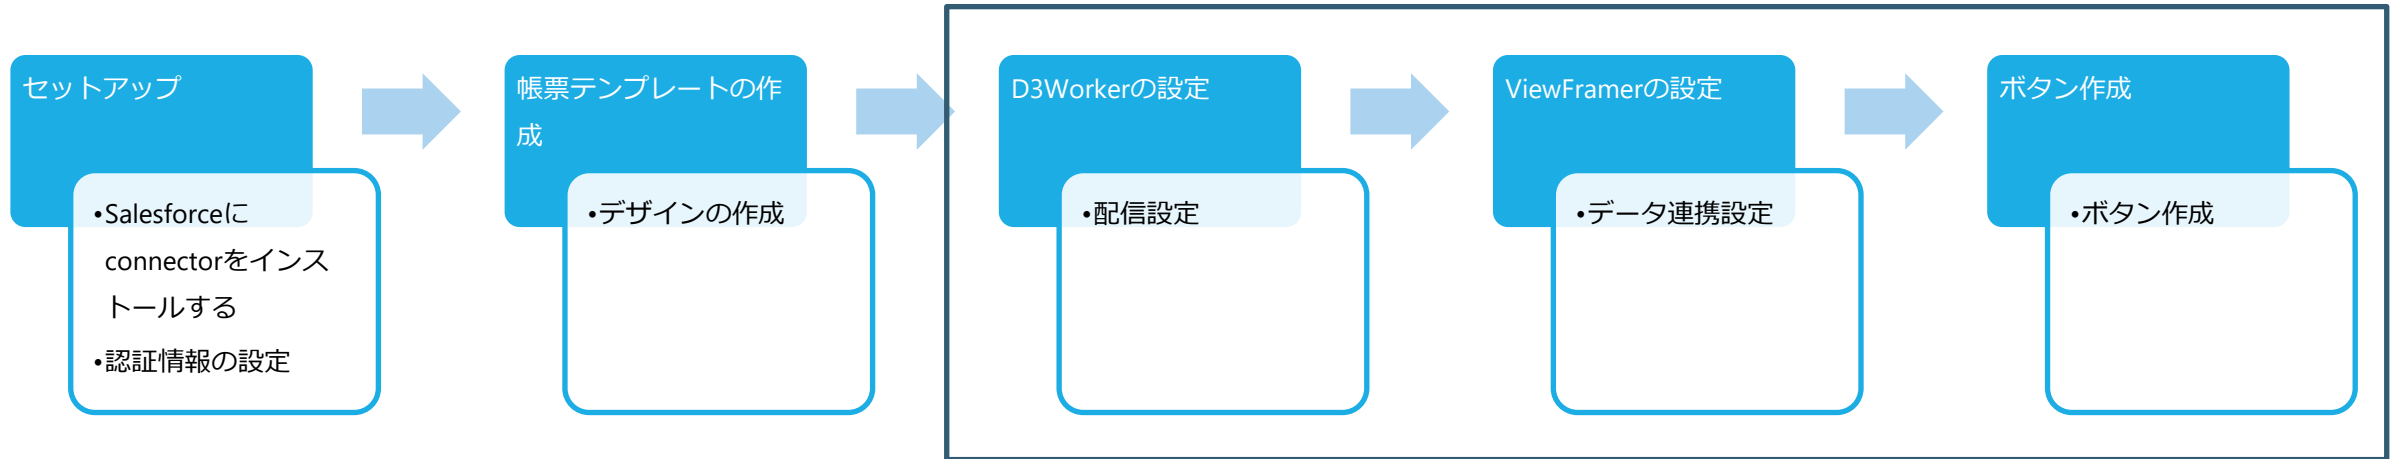 セットアップ
•Salesforceに
connectorをインス
トールする
•認証情報の設定
帳票テンプレートの作
成
•デザインの作成
D3Workerの設定
•配信設定
ViewFramerの設定
•データ連携設定
ボタン作成
•ボタン作成